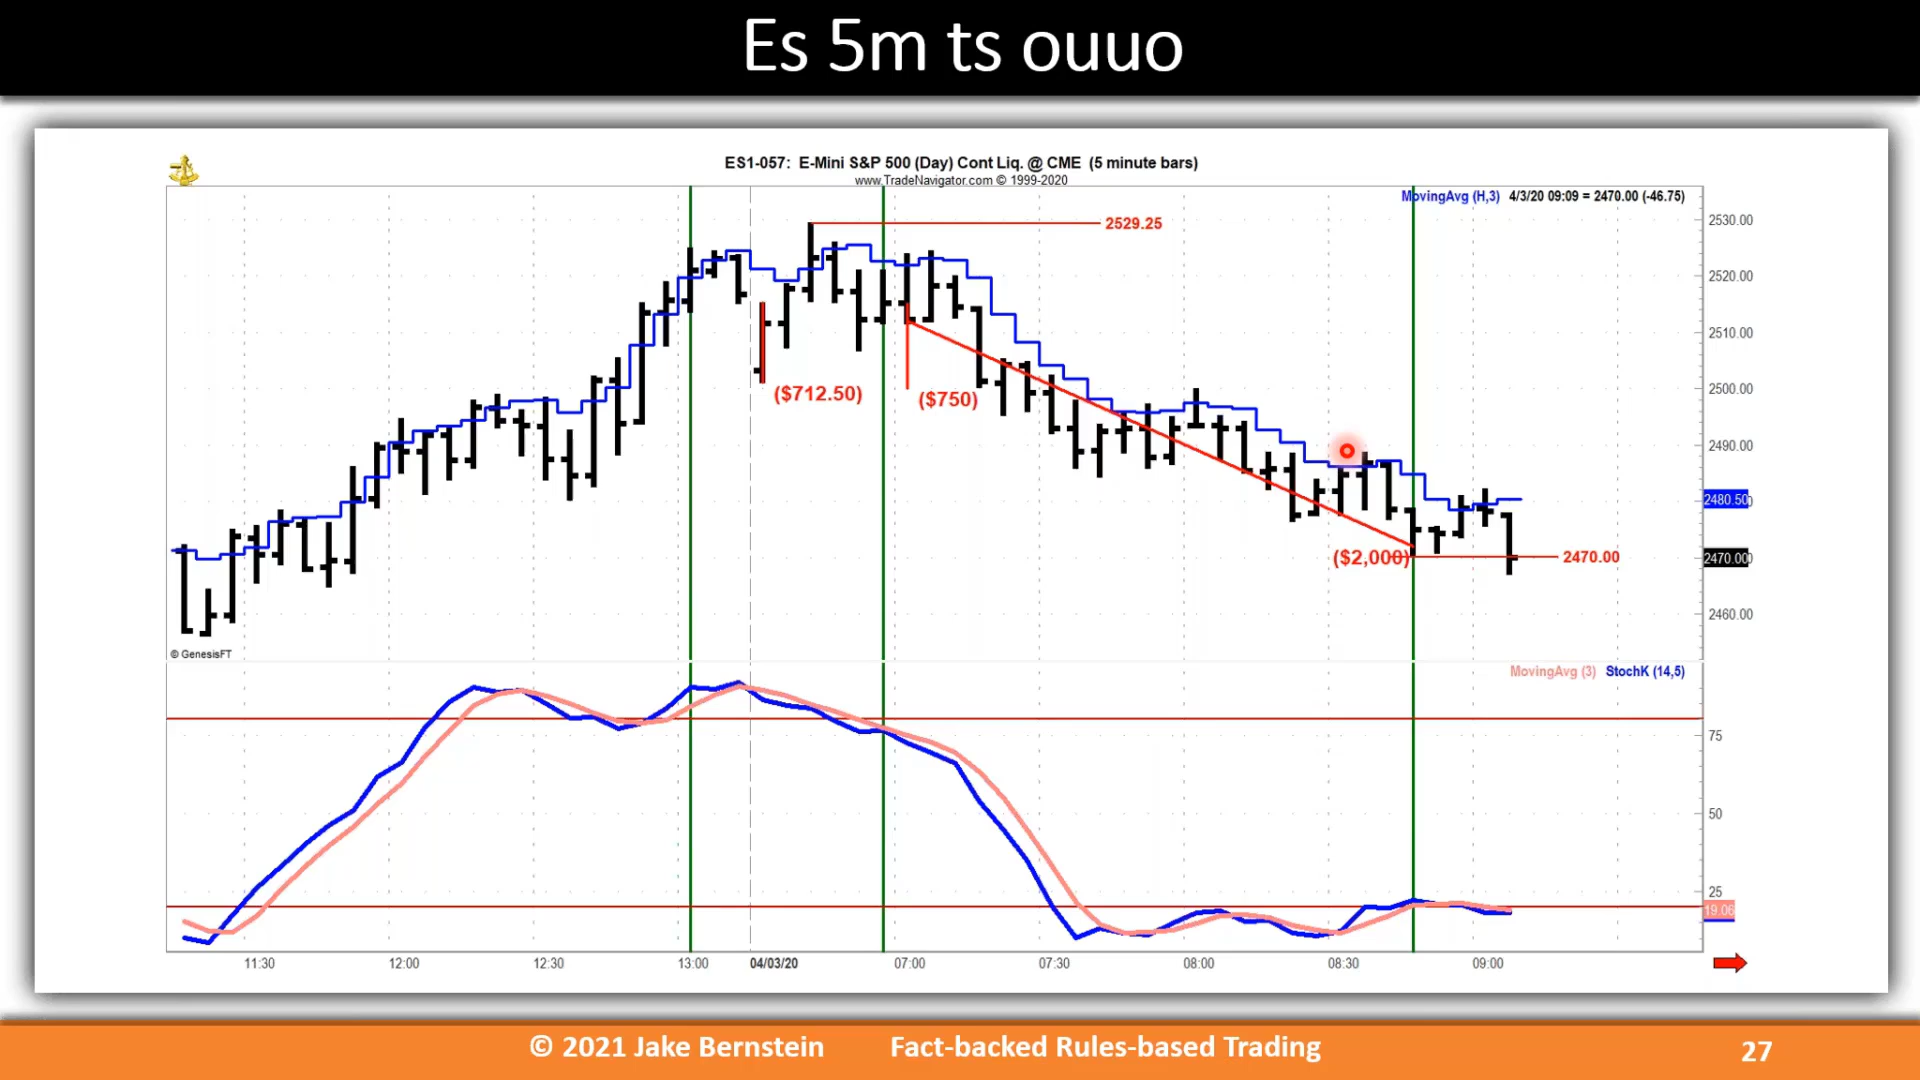 Es 5m ts ouuo
ES1-057: E-Mini S&P 500 (Day) Cont Liq. @ CME (5 minute bars)
www.TradeNavigator.com © 1999-2020
MovingAvg (H,3) 4/3/20 09:09 = 2470.00 (-46.75)
2530.00
2529.25
2520.00
2510.00
2500.00
($712.50)
($750)
2490.00
2480.50
($2,000)
2470.00
2470.00
2460.00
© GenesisFT
MovingAvg (3) StochK (14,5)
75
50
25
19.06
11:30 12:00 12:30 13:00 04/03/20 07:00 07:30 08:00 08:30 09:00
© 2021 Jake Bernstein Fact-backed Rules-based Trading 27